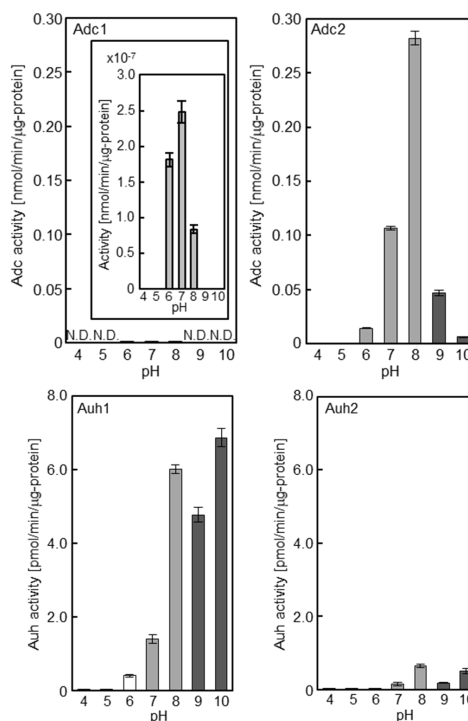 Adc1
Adc activity [nmol/min/μg-protein]
0.30
0.25
0.20
0.15
0.10
0.05
0
x10-7
Activity [nmol/min/μg-protein]
3.0
2.5
2.0
1.5
1.0
0.5
0
4 5 6 7 8 9 10
pH
N.D. N.D. N.D. N.D.
4 5 6 7 8 9 10
pH
Adc2
Adc activity [nmol/min/μg-protein]
0.30
0.25
0.20
0.15
0.10
0.05
0
4 5 6 7 8 9 10
pH
Auh1
Auh activity [pmol/min/μg-protein]
8.0
6.0
4.0
2.0
0
4 5 6 7 8 9 10
pH
Auh2
Auh activity [pmol/min/μg-protein]
8.0
6.0
4.0
2.0
0
4 5 6 7 8 9 10
pH